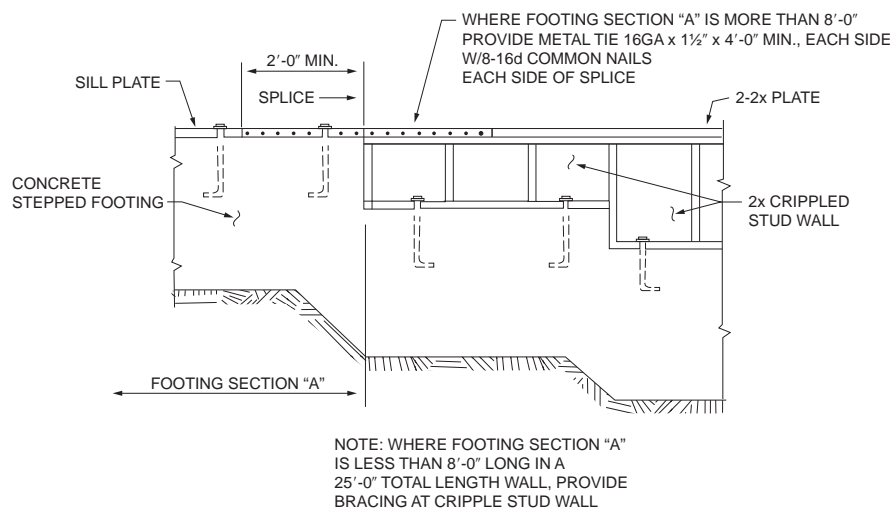 WHERE FOOTING SECTION “A” IS MORE THAN 8′-0″
PROVIDE METAL TIE 16GA x 1½″ x 4′-0″ MIN., EACH SIDE
W/8-16d COMMON NAILS
EACH SIDE OF SPLICE
2′-0″ MIN.
SILL PLATE
SPLICE
2-2x PLATE
CONCRETE
STEPPED FOOTING
2x CRIPPLED
STUD WALL
FOOTING SECTION “A”
NOTE: WHERE FOOTING SECTION “A”
IS LESS THAN 8′-0″ LONG IN A
25′-0″ TOTAL LENGTH WALL, PROVIDE
BRACING AT CRIPPLE STUD WALL